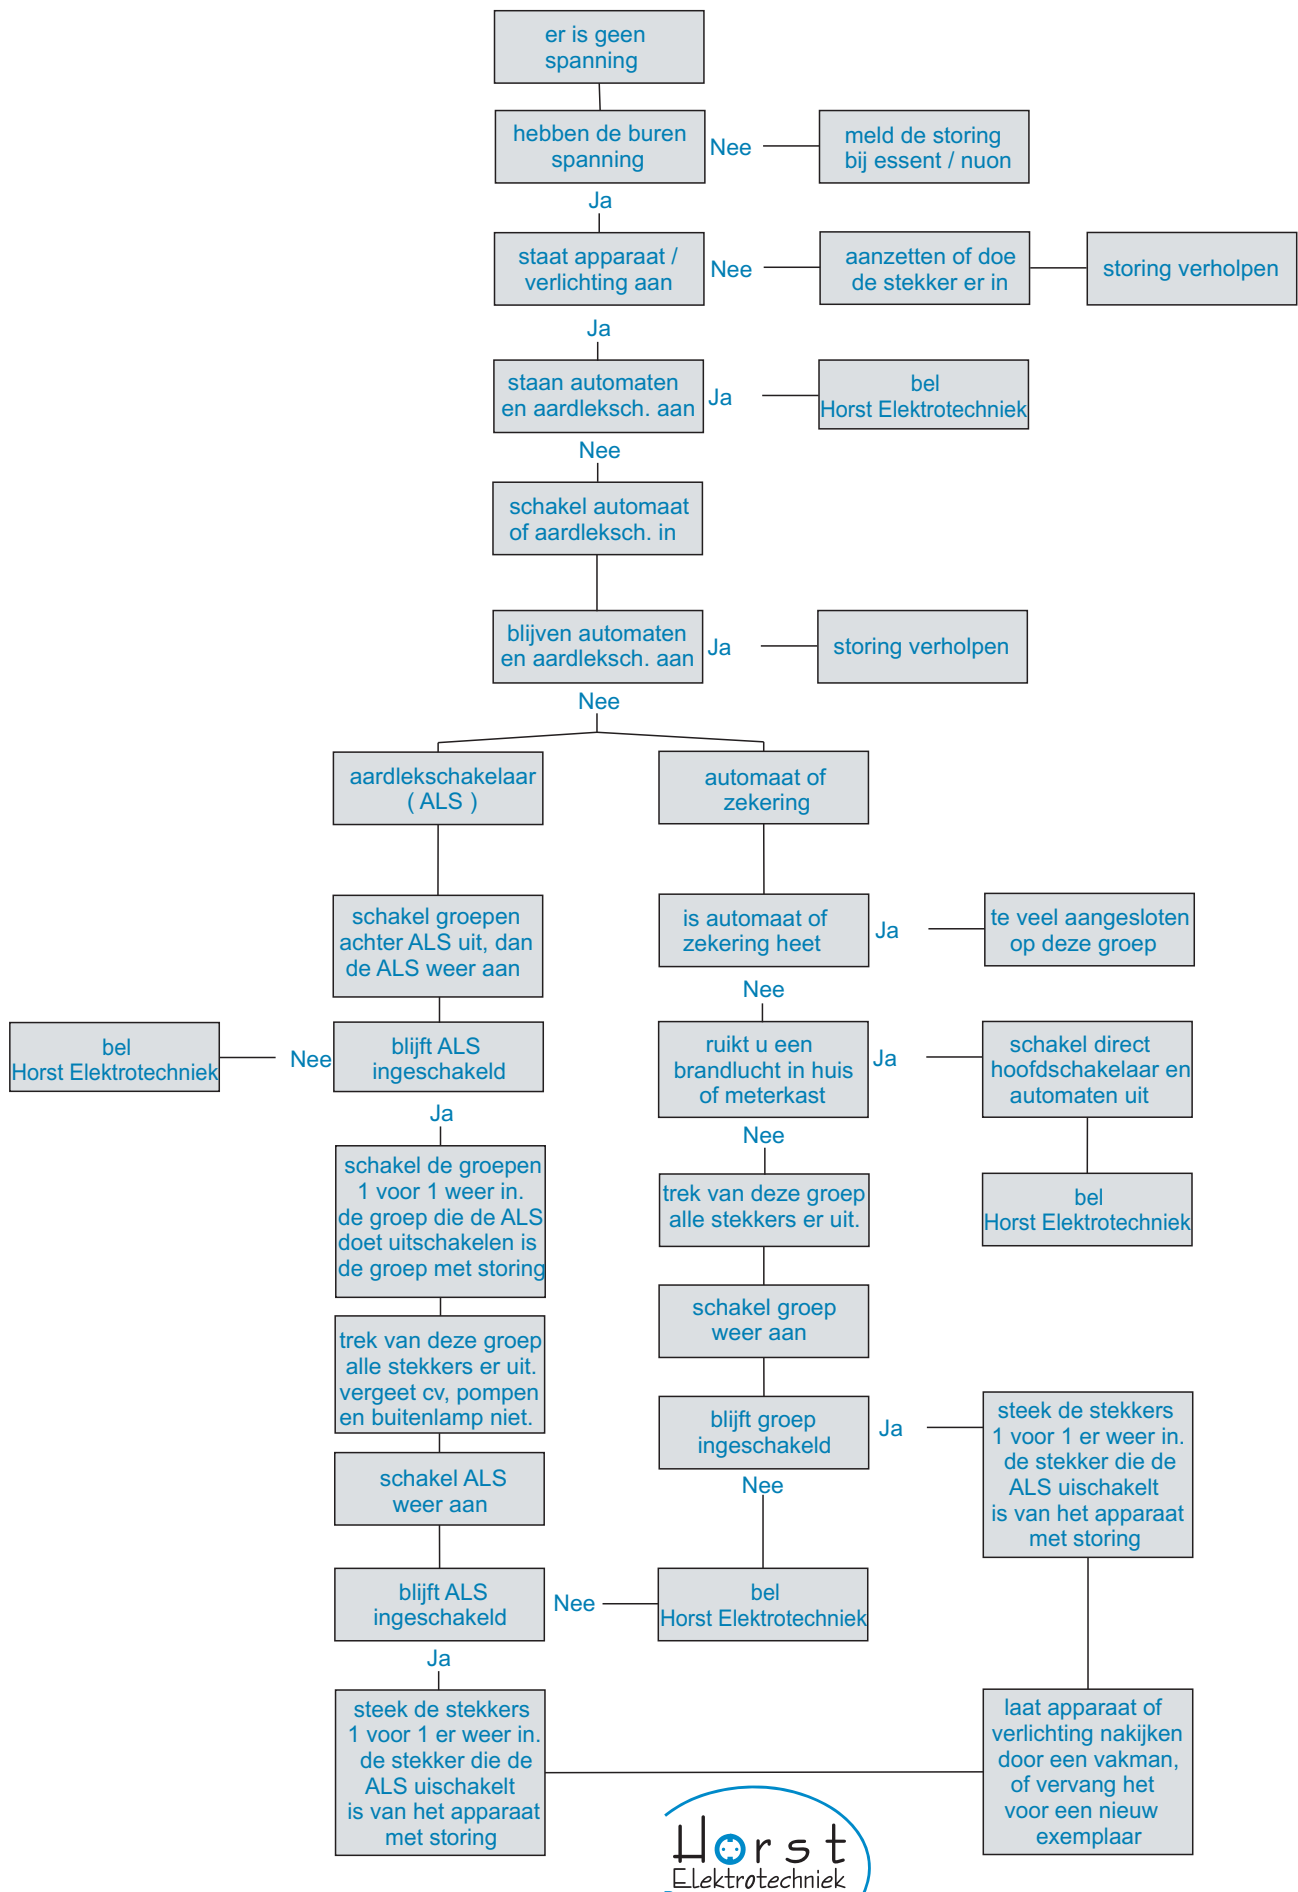 er is geen
spanning
hebben de buren
spanning
Nee
meld de storing
bij essent / nuon
Ja
staat apparaat /
verlichting aan
Nee
aanzetten of doe
de stekker er in
storing verholpen
Ja
staan automaten
en aardleksch. aan
Ja
bel
Horst Elektrotechniek
Nee
schakel automaat
of aardleksch. in
blijven automaten
en aardleksch. aan
Ja
storing verholpen
Nee
aardlekschakelaar
( ALS )
automaat of
zekering
schakel groepen
achter ALS uit, dan
de ALS weer aan
is automaat of
zekering heet
Ja
te veel aangesloten
op deze groep
Nee
bel
Horst Elektrotechniek
Nee
blijft ALS
ingeschakeld
ruikt u een
brandlucht in huis
of meterkast
Ja
schakel direct
hoofdschakelaar en
automaten uit
Ja
Nee
schakel de groepen
1 voor 1 weer in.
de groep die de ALS
doet uitschakelen is
de groep met storing
trek van deze groep
alle stekkers er uit.
bel
Horst Elektrotechniek
schakel groep
weer aan
trek van deze groep
alle stekkers er uit.
vergeet cv, pompen
en buitenlamp niet.
blijft groep
ingeschakeld
Ja
steek de stekkers
1 voor 1 er weer in.
de stekker die de
ALS uischakelt
is van het apparaat
met storing
schakel ALS
weer aan
Nee
blijft ALS
ingeschakeld
Nee
bel
Horst Elektrotechniek
Ja
steek de stekkers
1 voor 1 er weer in.
de stekker die de
ALS uischakelt
is van het apparaat
met storing
laat apparaat of
verlichting nakijken
door een vakman,
of vervang het
voor een nieuw
exemplaar
Horst
Elektrotechniek